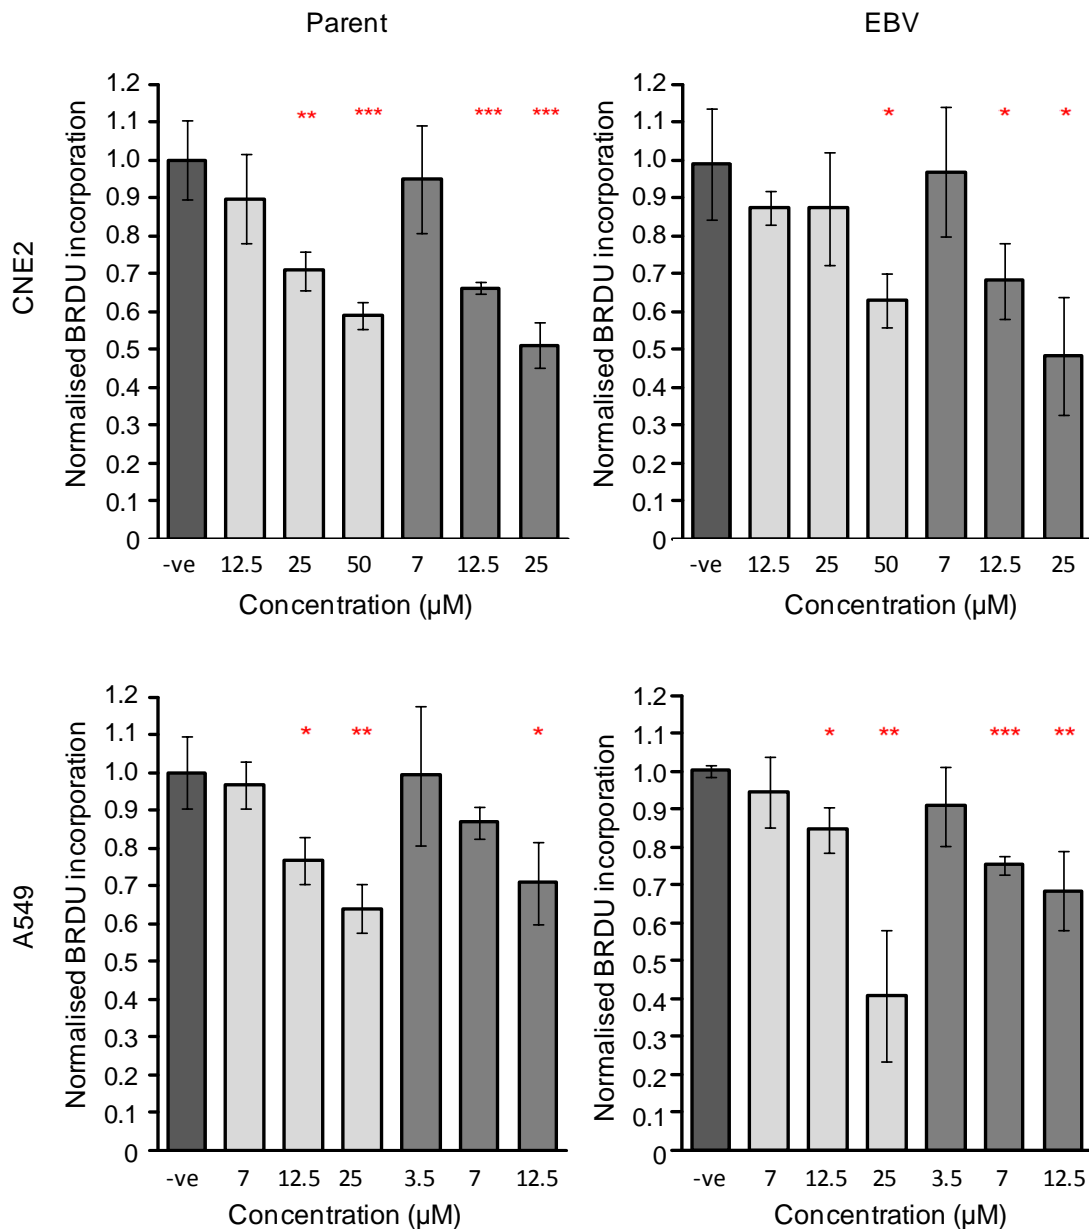 Parent
EBV
CNE2
Normalised BRDU incorporation
1.2
1.1
1.0
0.9
0.8
0.7
0.6
0.5
0.4
0.3
0.2
0.1
0
** *** *** ***
-ve 12.5 25 50 7 12.5 25
Concentration (µM)
Normalised BRDU incorporation
1.2
1.1
1.0
0.9
0.8
0.7
0.6
0.5
0.4
0.3
0.2
0.1
0
* * *
-ve 12.5 25 50 7 12.5 25
Concentration (µM)
A549
Normalised BRDU incorporation
1.2
1.1
1.0
0.9
0.8
0.7
0.6
0.5
0.4
0.3
0.2
0.1
0
* ** *
-ve 7 12.5 25 3.5 7 12.5
Concentration (µM)
Normalised BRDU incorporation
1.2
1.1
1.0
0.9
0.8
0.7
0.6
0.5
0.4
0.3
0.2
0.1
0
* ** *** **
-ve 7 12.5 25 3.5 7 12.5
Concentration (µM)